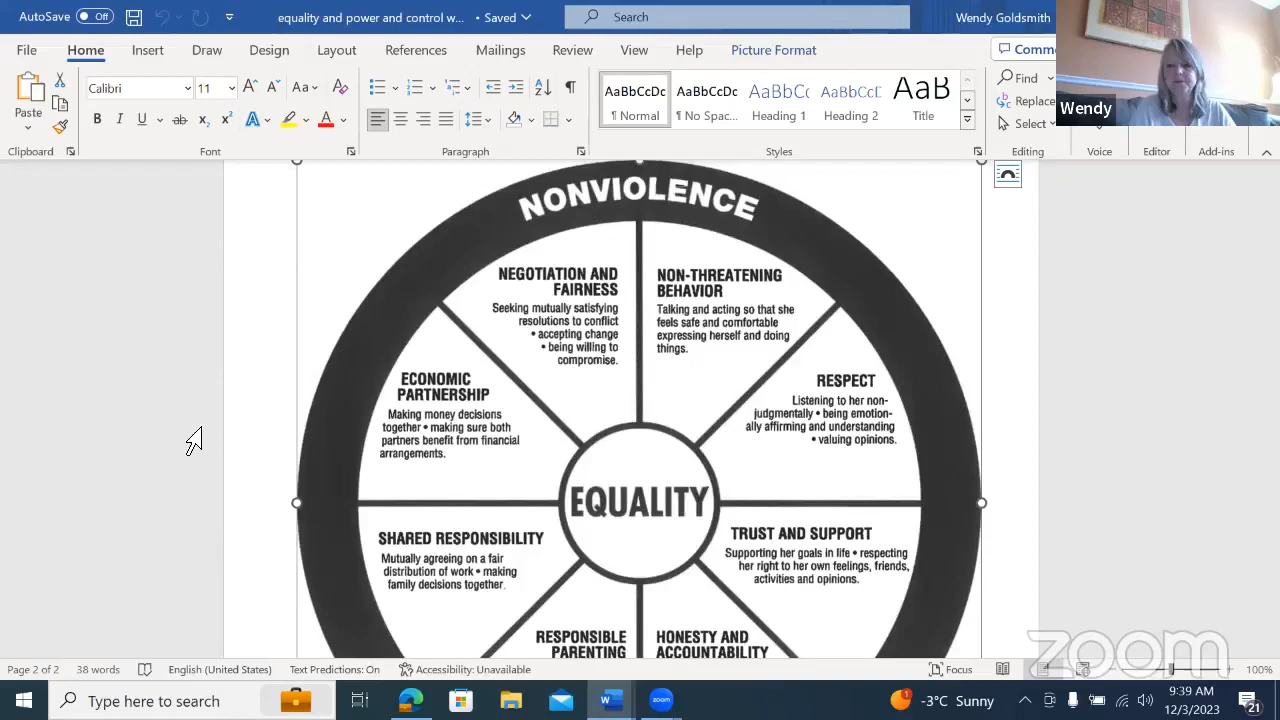 AutoSave Off equality and power and control w... • Saved Search Wendy Goldsmith
File Home Insert Draw Design Layout References Mailings Review View Help Picture Format Comm
Paste
Calibri 11 Aa
AaBbCcDc AaBbCcDc AaBbCc AaBbCcD AaB
¶ Normal ¶ No Spac... Heading 1 Heading 2 Title
Find
Replace
Select
Clipboard Font Paragraph Styles Editing Voice Editor Add-ins
Wendy
NONVIOLENCE
NEGOTIATION AND
FAIRNESS
Seeking mutually satisfying
resolutions to conflict
• accepting change
• being willing to
compromise.
NON-THREATENING
BEHAVIOR
Talking and acting so that she
feels safe and comfortable
expressing herself and doing
things.
ECONOMIC
PARTNERSHIP
Making money decisions
together • making sure both
partners benefit from financial
arrangements.
RESPECT
Listening to her non-
judgmentally • being emotion-
ally affirming and understanding
• valuing opinions.
EQUALITY
SHARED RESPONSIBILITY
Mutually agreeing on a fair
distribution of work • making
family decisions together.
TRUST AND SUPPORT
Supporting her goals in life • respecting
her right to her own feelings, friends,
activities and opinions.
RESPONSIBLE
PARENTING
HONESTY AND
ACCOUNTABILITY
zoom
Page 2 of 2 38 words English (United States) Text Predictions: On Accessibility: Unavailable Focus 100%
Type here to search zoom -3°C Sunny 9:39 AM
12/3/2023 21